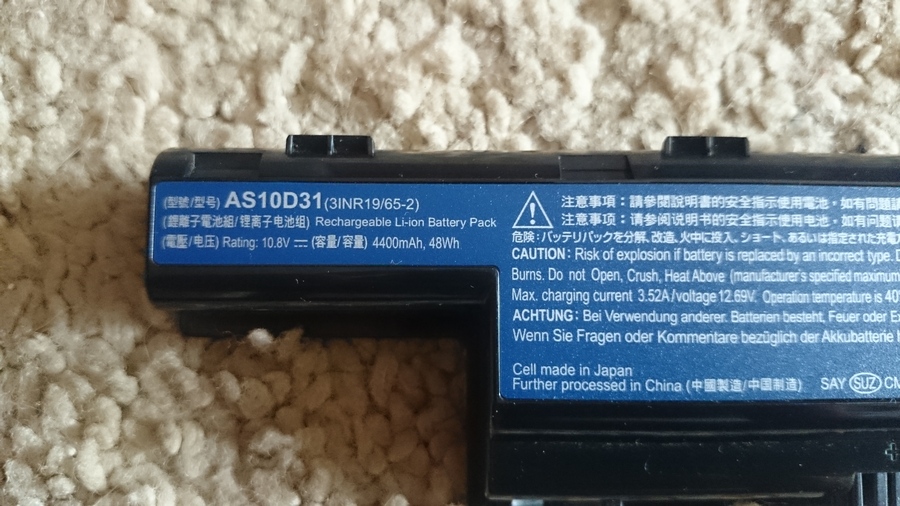 (型號/型号) AS10D31 (3INR19/65-2)
(鋰離子電池組/锂离子电池组) Rechargeable Li-ion Battery Pack
(電壓/电压) Rating: 10.8V ⎓ (容量/容量) 4400mAh, 48Wh
注意事項：請參閱說明書的安全指示使用電池，如有問題請
注意事项：请参阅说明书的安全指示使用电池，如有问题请
危険：バッテリパックを分解、改造、火中に投入、ショート、あるいは指定された充電方
CAUTION: Risk of explosion if battery is replaced by an incorrect type. D
Burns. Do not Open, Crush, Heat Above (manufacturer's specified maximum
Max. charging current 3.52A/voltage 12.69V. Operation temperature is 40°
ACHTUNG: Bei Verwendung anderer. Batterien besteht, Feuer oder Ex
Wenn Sie Fragen oder Kommentare bezüglich der Akkubatterie h
Cell made in Japan
Further processed in China (中國製造/中国制造) SAY SUZ CM
+